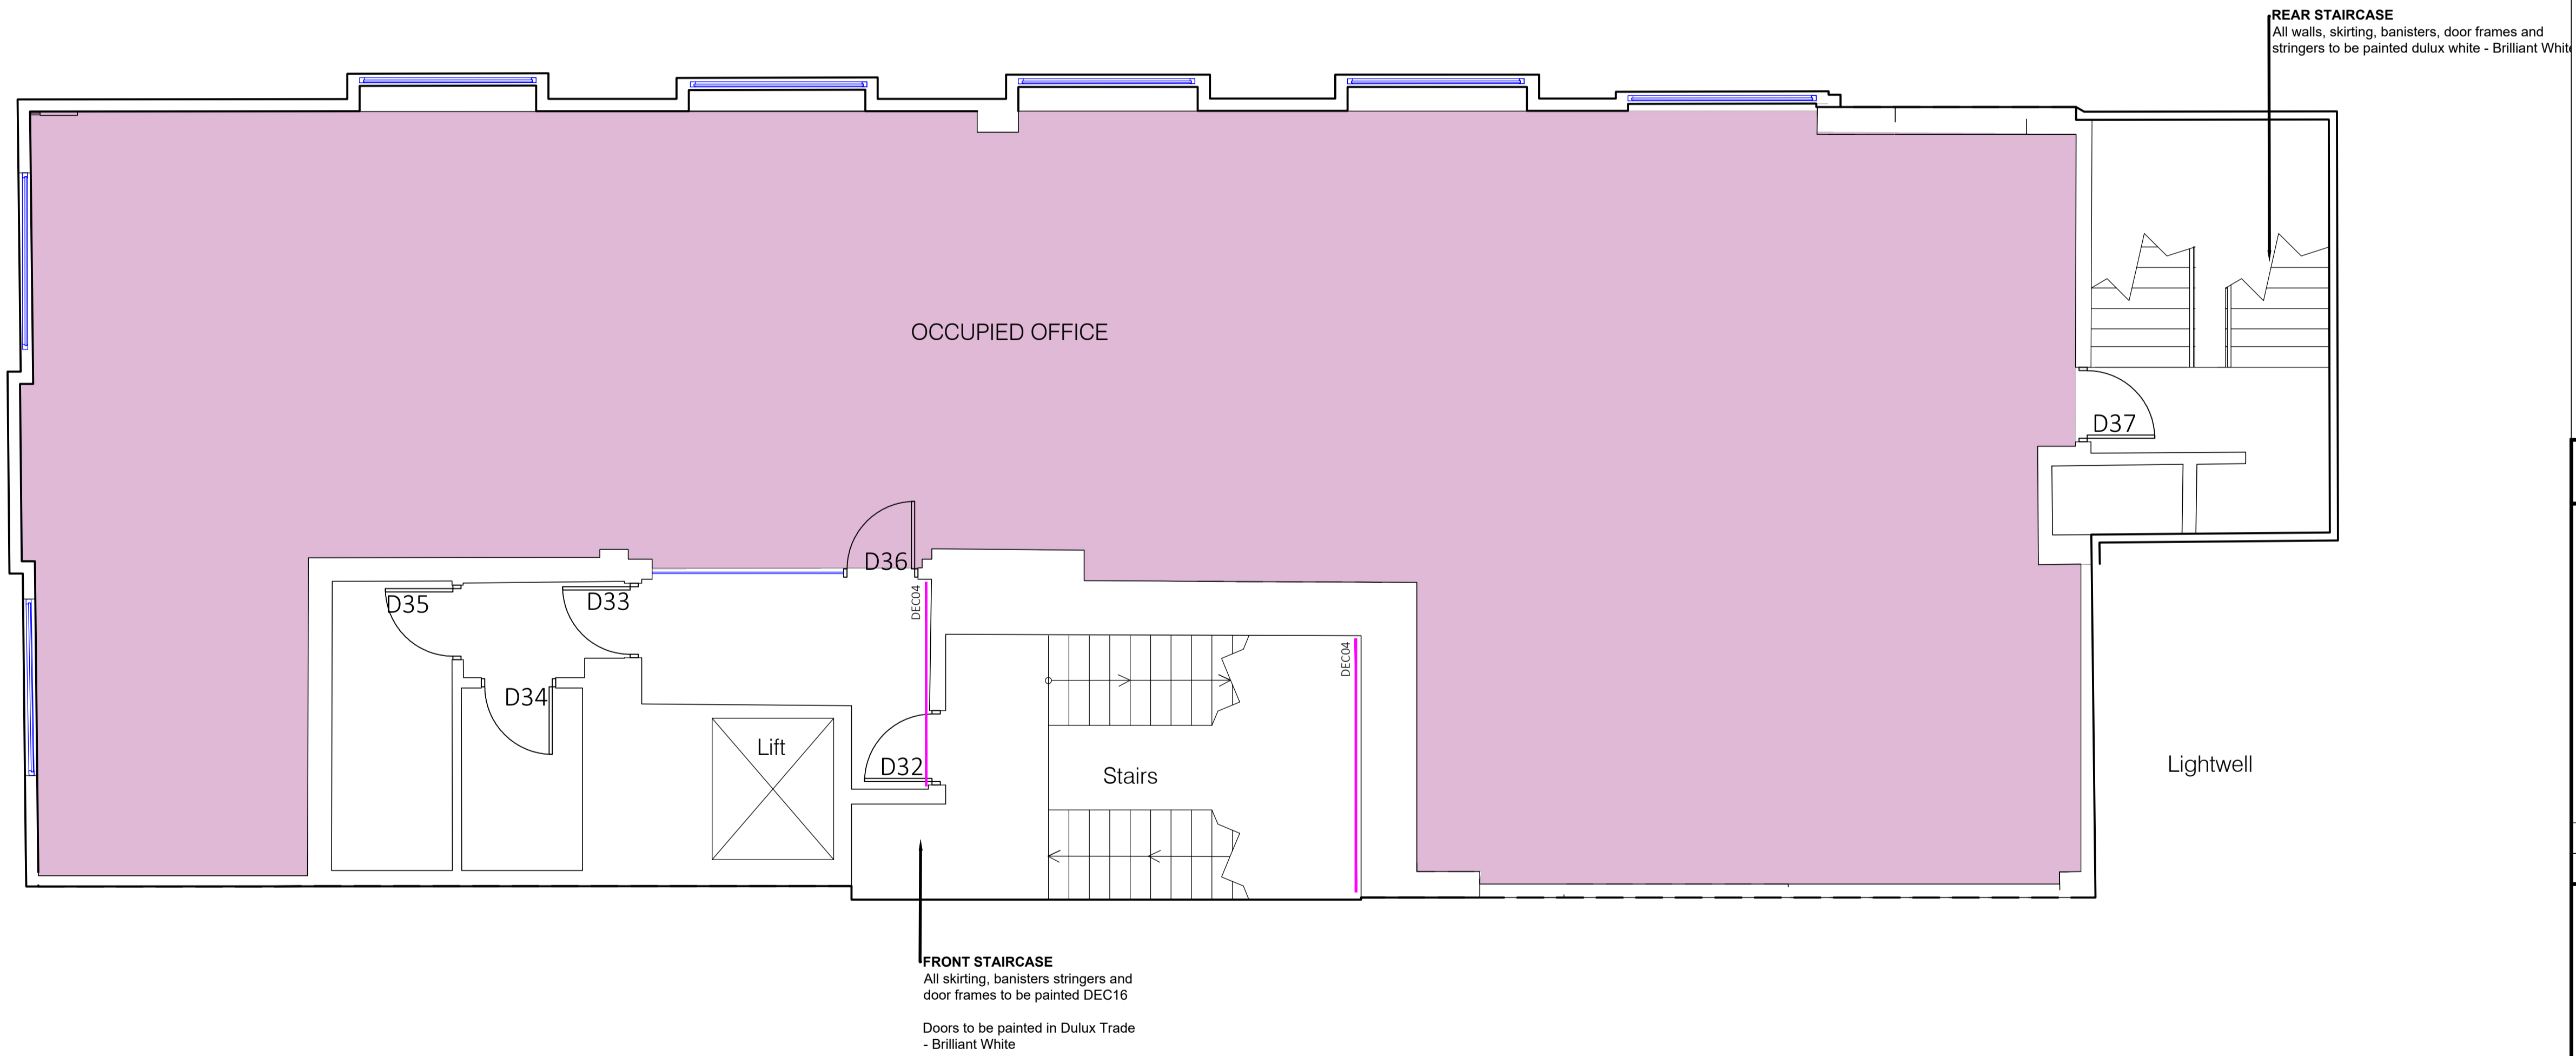 REAR STAIRCASE
All walls, skirting, banisters, door frames and
stringers to be painted dulux white - Brilliant White
OCCUPIED OFFICE
D37
D36
D35
D33
DEC04
DEC04
D34
Lift
D32
Stairs
Lightwell
FRONT STAIRCASE
All skirting, banisters stringers and
door frames to be painted DEC16
Doors to be painted in Dulux Trade
- Brilliant White